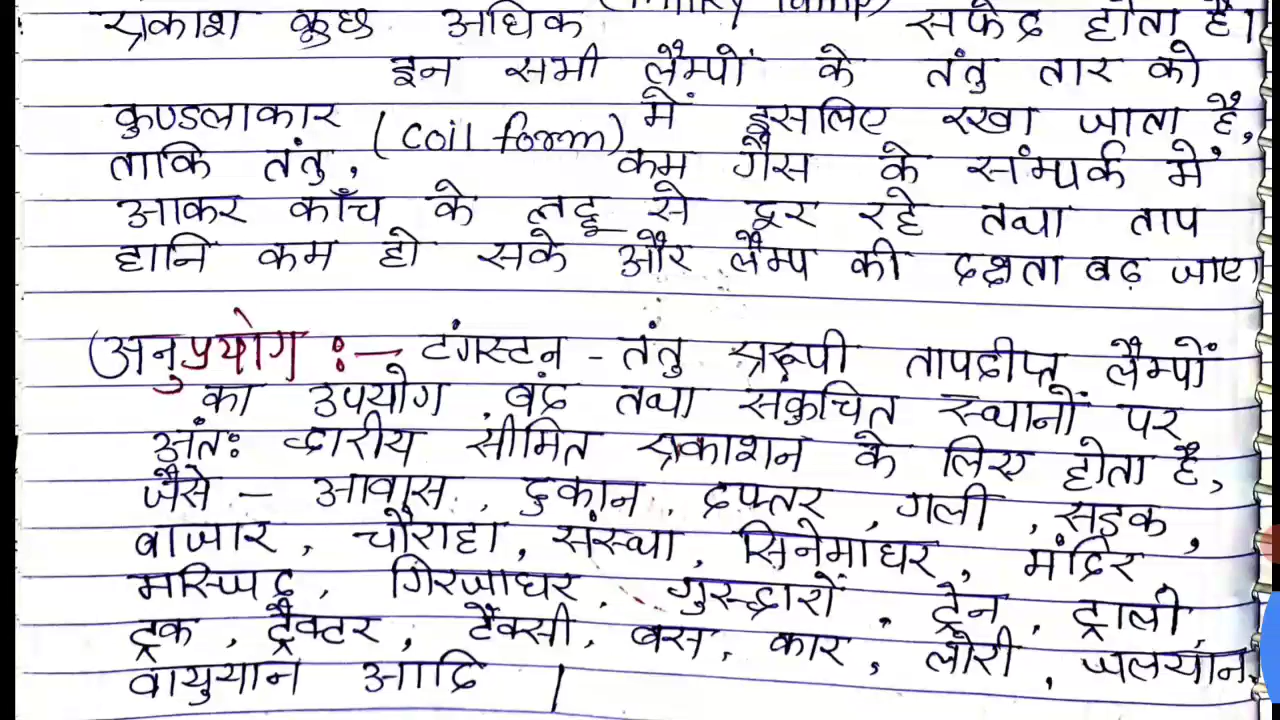 प्रकाश कुछ अधिक सफेद होता है।
इन सभी लैम्पों के तंतु तार को
कुण्डलाकार (coil form) में इसलिए रखा जाता है,
ताकि तंतु, कम गैस के संम्पर्क में
आकर काँच के लट्टू से दूर रहे तथा ताप
हानि कम हो सके और लैम्प की दक्षता बढ़ जाए।
(अनुप्रयोग :— टंगस्टन - तंतु प्ररूपी तापदीप्त लैम्पों
का उपयोग, बंद तथा संकुचित स्थानों पर
अंतः द्वारीय सीमित प्रकाशन के लिए होता है,
जैसे – आवास, दुकान, दफ्तर, गली, सड़क,
बाजार, चौराहा, संस्था, सिनेमाघर, मंदिर
मस्जिद, गिरजाघर, गुरुद्वारों, ट्रेन, ट्राली,
ट्रक, ट्रैक्टर, टैक्सी, बस, कार, लोरी, जलयान,
वायुयान आदि ।